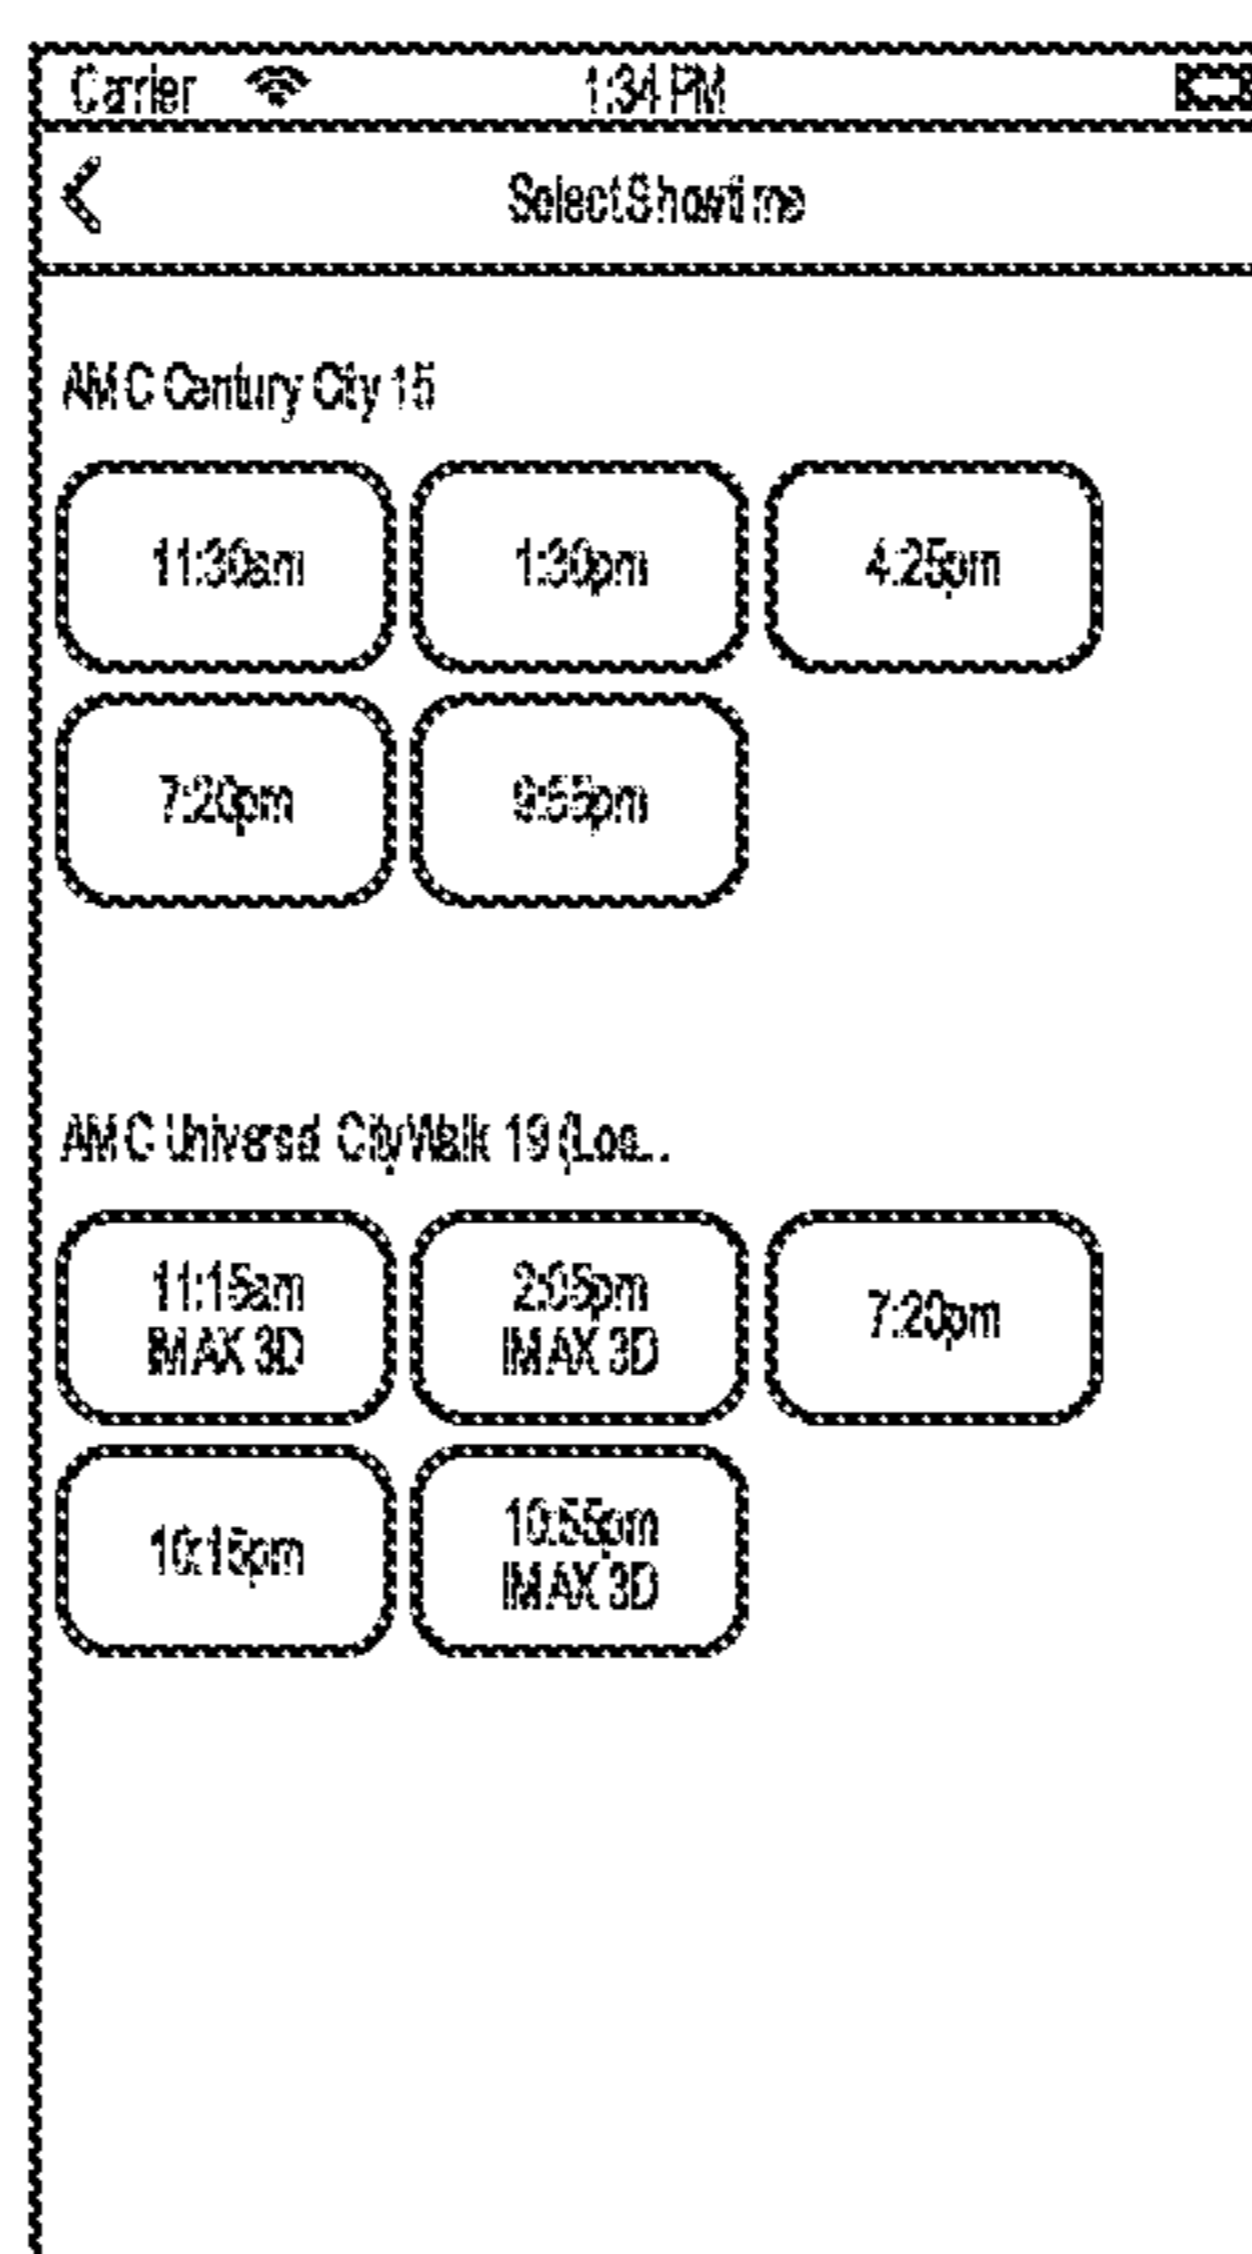 Carrier 1:34 PM
Select Showtime
AMC Century City 15
11:30am 1:30pm 4:25pm
7:20pm 9:55pm
AMC Universal CityWalk 19 (Loe...
11:15am 2:05pm 7:20pm
IMAX 3D IMAX 3D
10:15pm 10:55pm
IMAX 3D